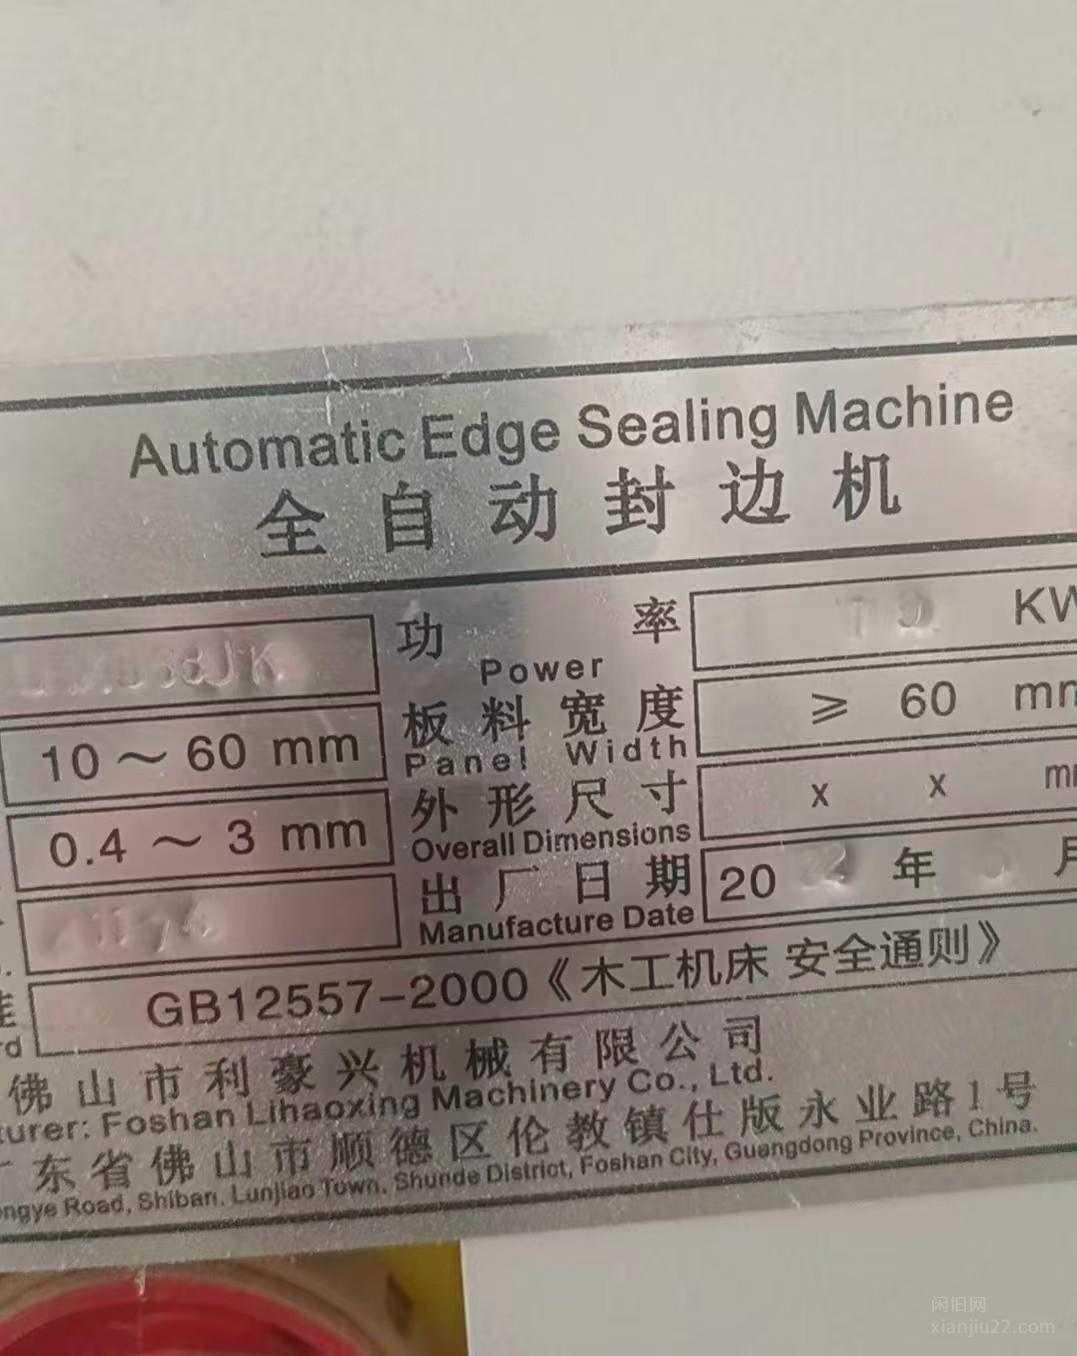 Automatic Edge Sealing Machine
全自动封边机
功率 KW
Power
10～60 mm 板料宽度 ≥ 60 mm
Panel Width
0.4～3 mm 外形尺寸 x x
Overall Dimensions
出厂日期 20 年 月
Manufacture Date
GB12557-2000《木工机床 安全通则》
佛山市利豪兴机械有限公司
Foshan Lihaoxing Machinery Co., Ltd.
东省佛山市顺德区伦教镇仕版永业路1号
Road, Shiban. Lunjiao Town. Shunde District, Foshan City, Guangdong Province, China.
闲旧网
xianjiu22.com